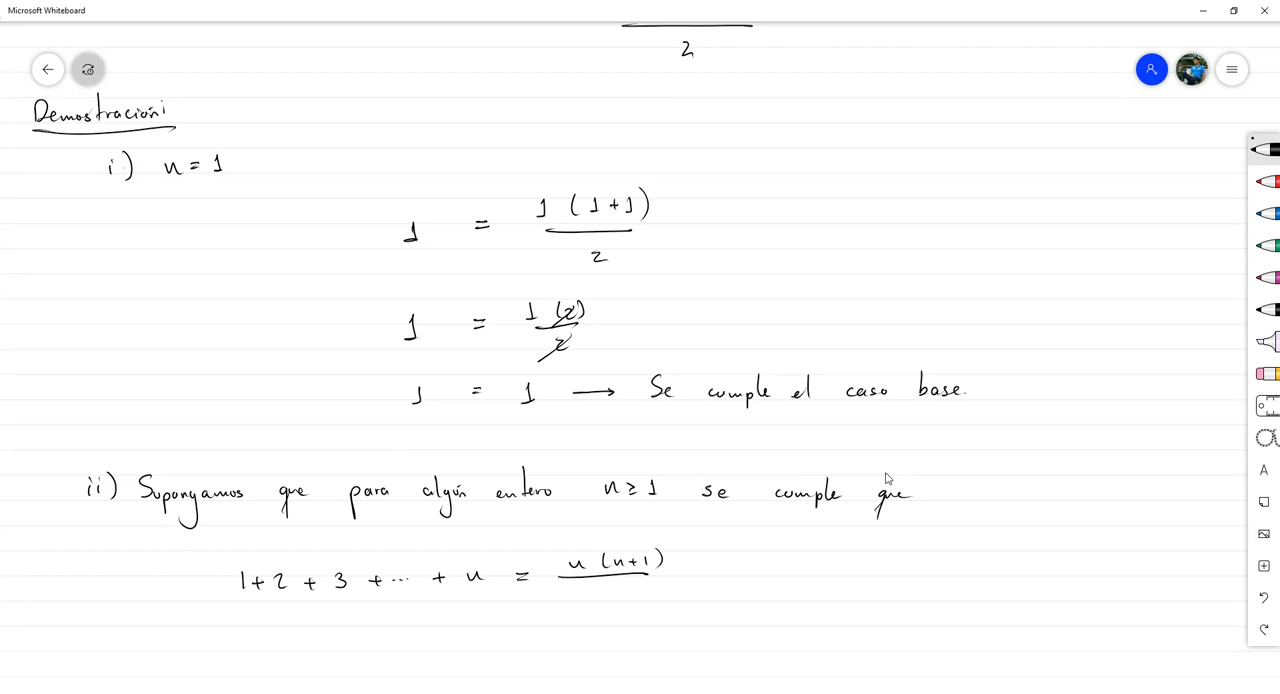 Microsoft Whiteboard
2
Demostración:
i) n = 1
1 = 1 (1+1)
2
1 = 1 (2)
2
1 = 1 → Se cumple el caso base.
ii) Supongamos que para algún entero n ≥ 1 se cumple que
1 + 2 + 3 + ... + n = n (n+1)
A